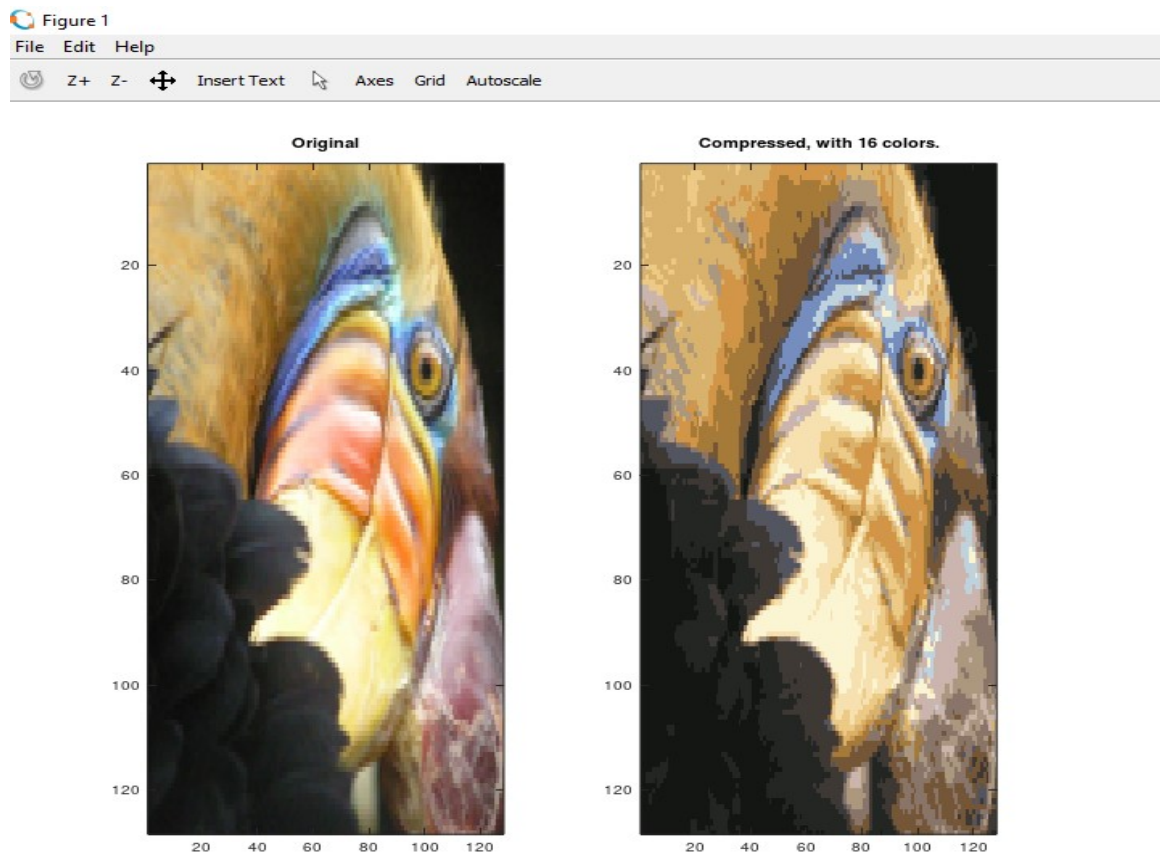 Figure 1
File Edit Help
Z+ Z- Insert Text Axes Grid Autoscale
Original
Compressed, with 16 colors.
20
40
60
80
100
120
20 40 60 80 100 120
20
40
60
80
100
120
20 40 60 80 100 120